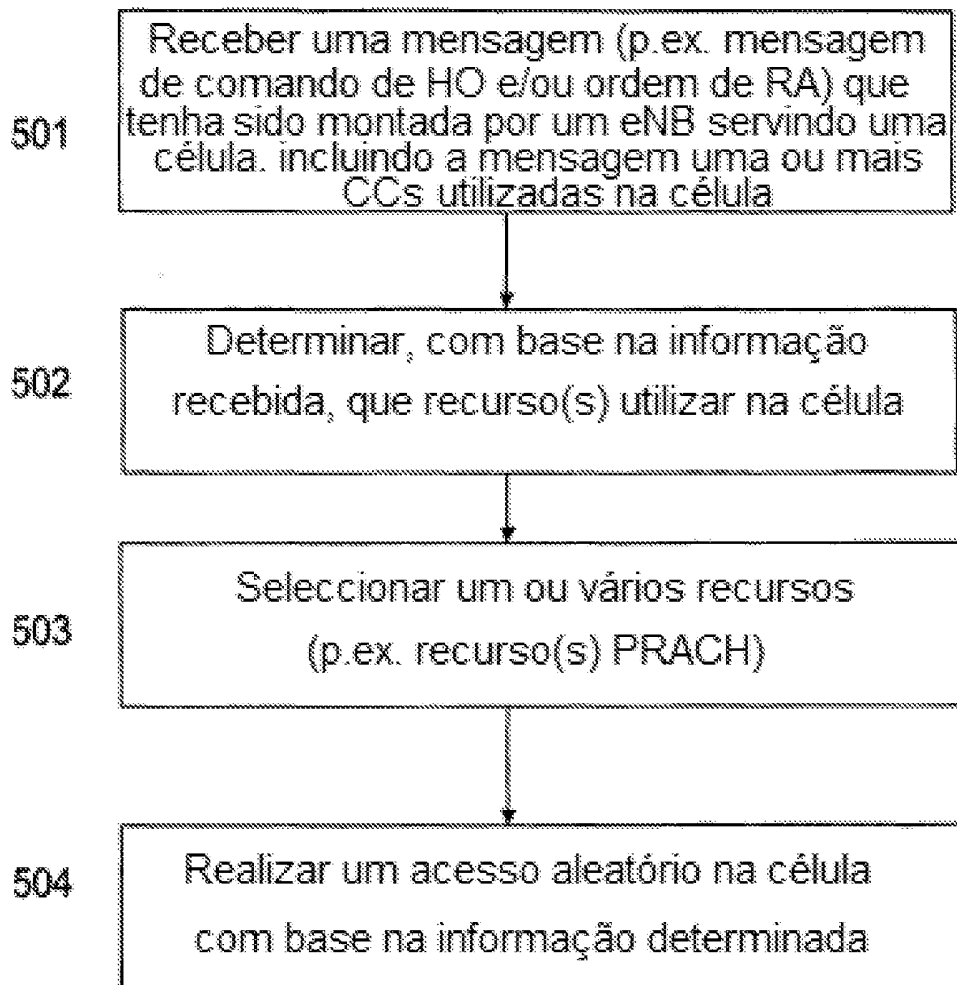 501
Receber uma mensagem (p.ex. mensagem
de comando de HO e/ou ordem de RA) que
tenha sido montada por um eNB servindo uma
célula. incluindo a mensagem uma ou mais
CCs utilizadas na célula
502
Determinar, com base na informação
recebida, que recurso(s) utilizar na célula
503
Seleccionar um ou vários recursos
(p.ex. recurso(s) PRACH)
504
Realizar um acesso aleatório na célula
com base na informação determinada